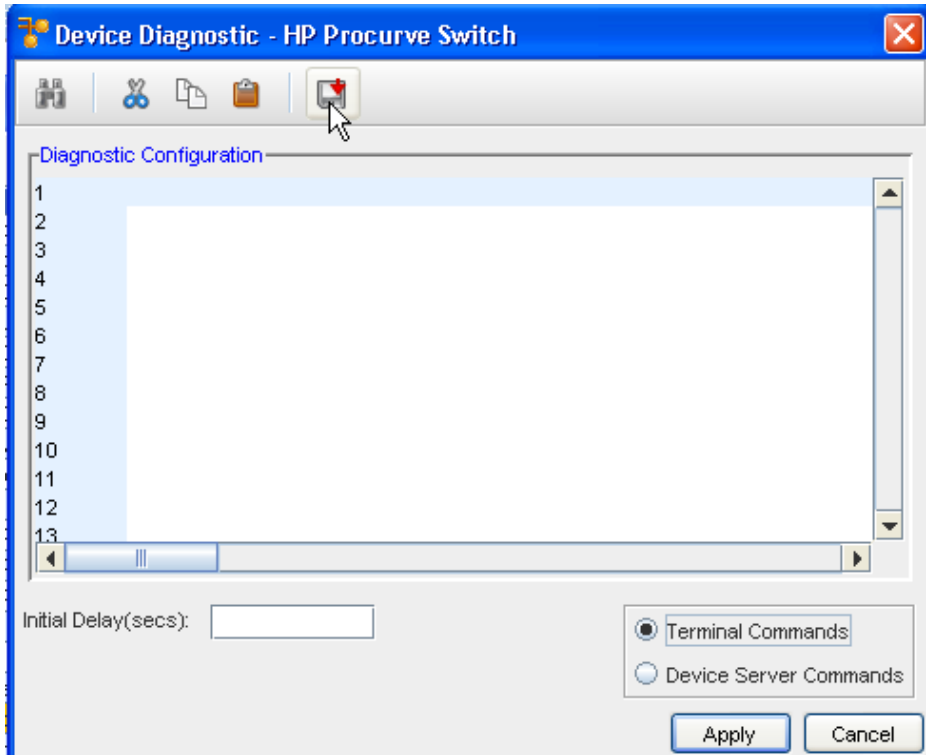 Device Diagnostic - HP Procurve Switch
Diagnostic Configuration
1
2
3
4
5
6
7
8
9
10
11
12
13
Initial Delay(secs):
Terminal Commands
Device Server Commands
Apply Cancel